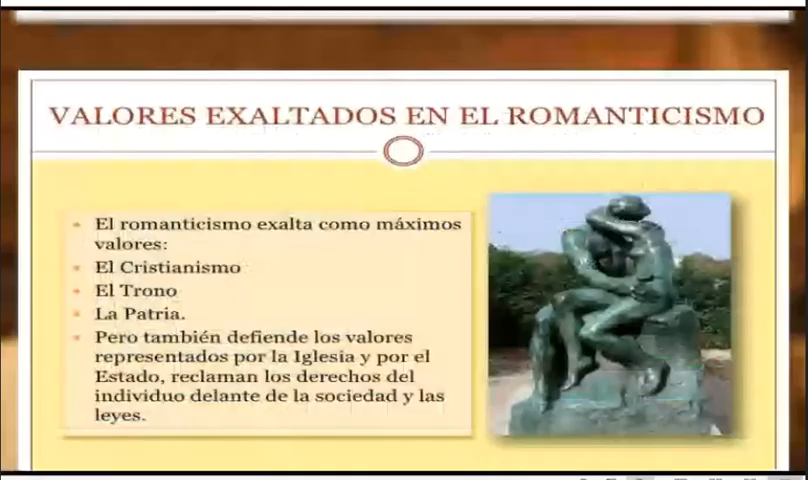 VALORES EXALTADOS EN EL ROMANTICISMO
El romanticismo exalta como máximos
valores:
El Cristianismo
El Trono
La Patria.
Pero también defiende los valores
representados por la Iglesia y por el
Estado, reclaman los derechos del
individuo delante de la sociedad y las
leyes.